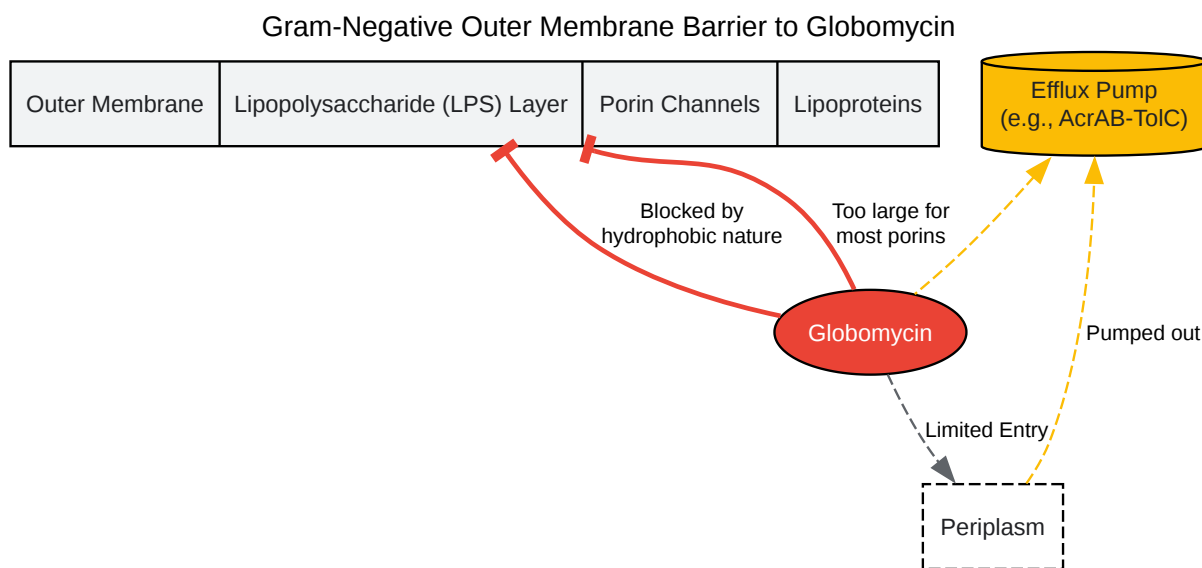 Gram-Negative Outer Membrane Barrier to Globomycin
Outer Membrane
Lipopolysaccharide (LPS) Layer
Porin Channels
Lipoproteins
Efflux Pump
(e.g., AcrAB-TolC)
Blocked by
hydrophobic nature
Too large for
most porins
Globomycin
Pumped out
Limited Entry
Periplasm